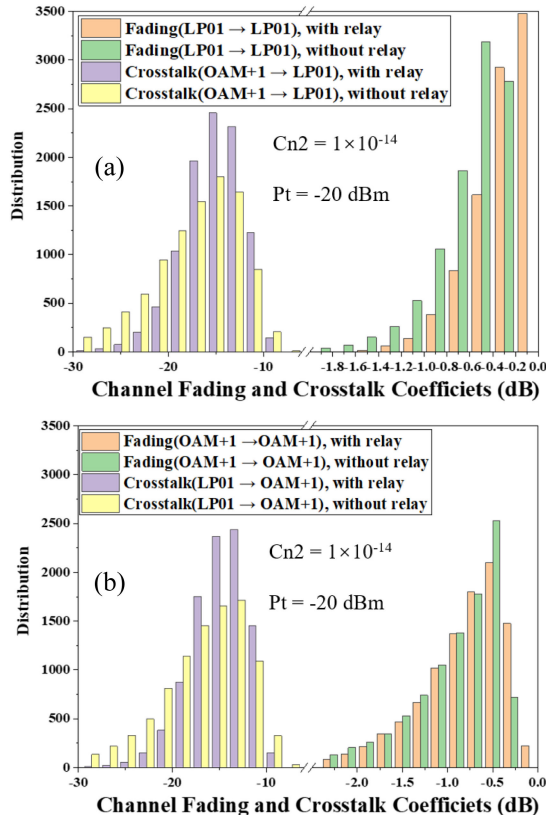 3500
3000
2500
2000
1500
1000
500
0
Distribution
Fading(LP01 → LP01), with relay
Fading(LP01 → LP01), without relay
Crosstalk(OAM+1 → LP01), with relay
Crosstalk(OAM+1 → LP01), without relay
(a)
Cn2 = 1×10⁻¹⁴
Pt = -20 dBm
-30 -20 -10 -1.8 -1.6 -1.4 -1.2 -1.0 -0.8 -0.6 -0.4 -0.2 0.0
Channel Fading and Crosstalk Coefficiets (dB)
3500
3000
2500
2000
1500
1000
500
0
Distribution
Fading(OAM+1 →OAM+1), with relay
Fading(OAM+1 → OAM+1), without relay
Crosstalk(LP01 → OAM+1), with relay
Crosstalk(LP01 → OAM+1), without relay
(b)
Cn2 = 1×10⁻¹⁴
Pt = -20 dBm
-30 -20 -10 -2.0 -1.5 -1.0 -0.5 0.0
Channel Fading and Crosstalk Coefficiets (dB)